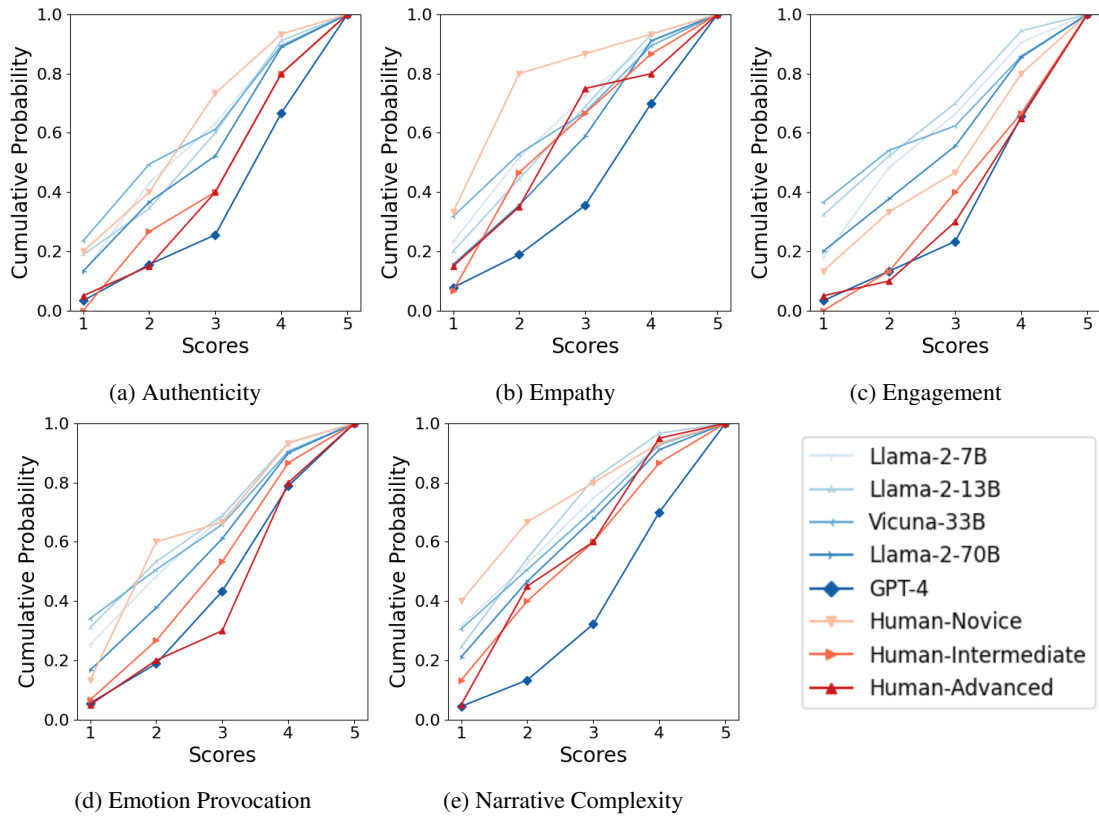 1.0
0.8
0.6
0.4
0.2
0.0
Cumulative Probability
1 2 3 4 5
Scores
(a) Authenticity
1.0
0.8
0.6
0.4
0.2
0.0
Cumulative Probability
1 2 3 4 5
Scores
(b) Empathy
1.0
0.8
0.6
0.4
0.2
0.0
Cumulative Probability
1 2 3 4 5
Scores
(c) Engagement
1.0
0.8
0.6
0.4
0.2
0.0
Cumulative Probability
1 2 3 4 5
Scores
(d) Emotion Provocation
1.0
0.8
0.6
0.4
0.2
0.0
Cumulative Probability
1 2 3 4 5
Scores
(e) Narrative Complexity
Llama-2-7B
Llama-2-13B
Vicuna-33B
Llama-2-70B
GPT-4
Human-Novice
Human-Intermediate
Human-Advanced